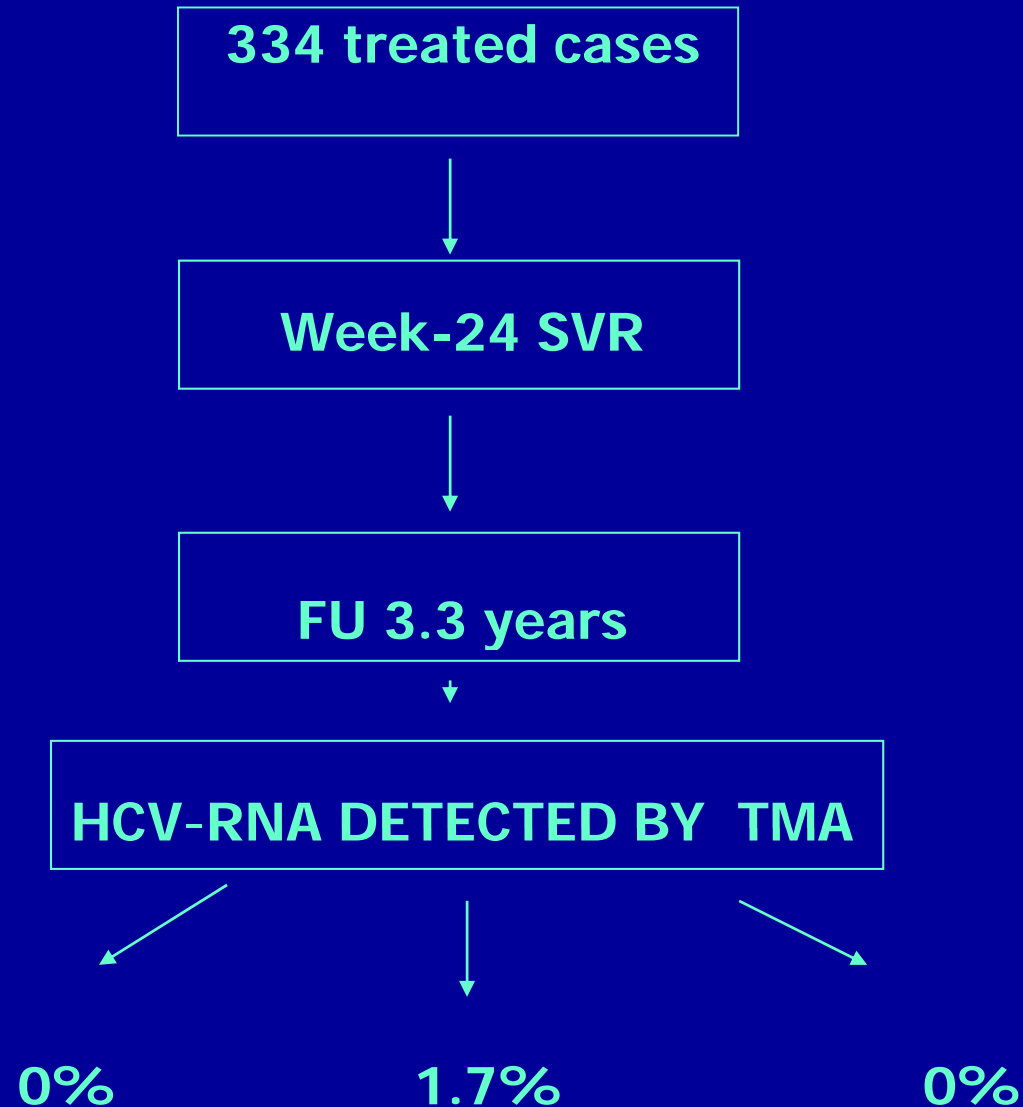 334 treated cases
Week-24 SVR
FU 3.3 years
HCV-RNA DETECTED BY TMA
0% 1.7% 0%